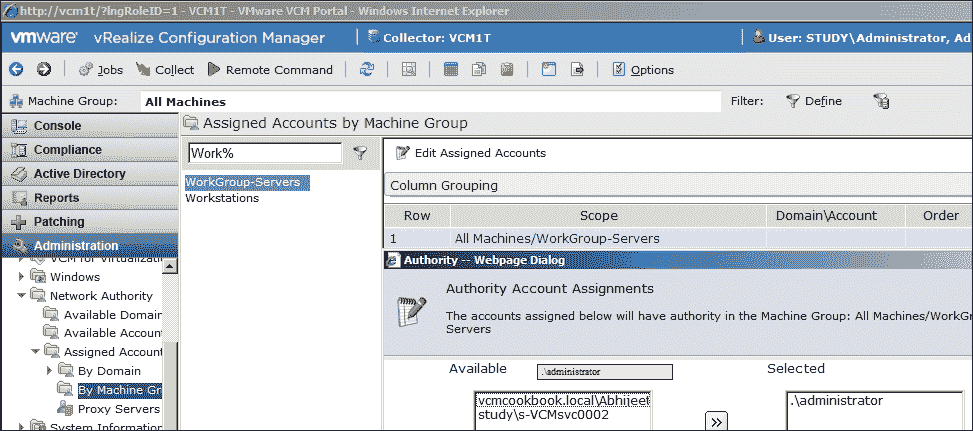 http://vcm1t/?lngRoleID=1 - VCM1T - VMware VCM Portal - Windows Internet Explorer
vmware vRealize Configuration Manager Collector: VCM1T User: STUDY\Administrator, Ad
Jobs Collect Remote Command Options
Machine Group: All Machines Filter: Define
Console
Compliance
Active Directory
Reports
Patching
Administration
VCM for Virtualizati
Windows
Network Authority
Available Domain
Available Accoun
Assigned Account
By Domain
By Machine Gr
Proxy Servers
System Information
Assigned Accounts by Machine Group
Work%
WorkGroup-Servers
Workstations
Edit Assigned Accounts
Column Grouping
Row Scope Domain\Account Order
1 All Machines/WorkGroup-Servers
Authority -- Webpage Dialog
Authority Account Assignments
The accounts assigned below will have authority in the Machine Group: All Machines/WorkG
Servers
Available .\administrator Selected
vcmcookbook.local\Abhijeet
study\s-VCMsvc0002
>>
.\administrator